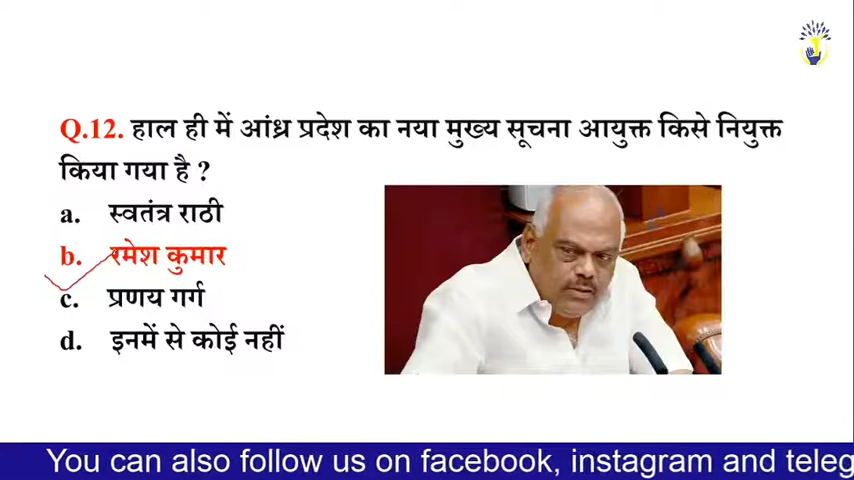 Q.12. हाल ही में आंध्र प्रदेश का नया मुख्य सूचना आयुक्त किसे नियुक्त
किया गया है ?
a. स्वतंत्र राठी
b. रमेश कुमार
c. प्रणय गर्ग
d. इनमें से कोई नहीं
You can also follow us on facebook, instagram and teleg